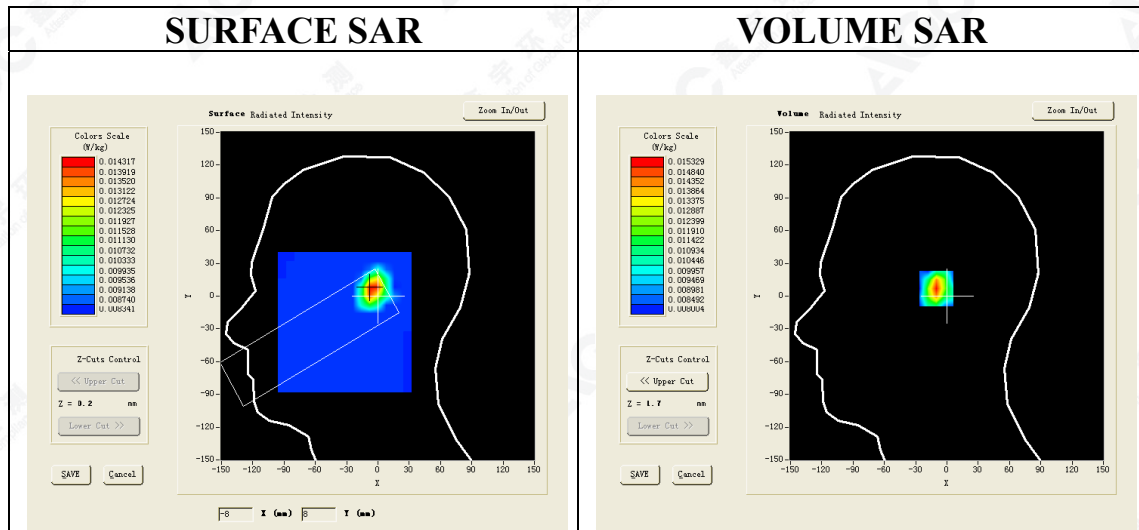 SURFACE SAR
VOLUME SAR
Surface Radiated Intensity
Zoom In/Out
Colors Scale
(W/kg)
0.014317
0.013919
0.013520
0.013122
0.012724
0.012325
0.011927
0.011528
0.011130
0.010732
0.010333
0.009935
0.009536
0.009138
0.008740
0.008341
150
120
90
60
30
0
-30
-60
-90
-120
-150
Y
-150 -120 -90 -60 -30 0 30 60 90 120 150
X
Z-Cuts Control
<< Upper Cut
Z = 0.2 mm
Lower Cut >>
SAVE Cancel
-8 X (mm) 8 Y (mm)
Volume Radiated Intensity
Zoom In/Out
Colors Scale
(W/kg)
0.015329
0.014840
0.014352
0.013864
0.013375
0.012887
0.012399
0.011910
0.011422
0.010934
0.010446
0.009957
0.009469
0.008981
0.008492
0.008004
150
120
90
60
30
0
-30
-60
-90
-120
-150
Y
-150 -120 -90 -60 -30 0 30 60 90 120 150
X
Z-Cuts Control
<< Upper Cut
Z = 1.7 mm
Lower Cut >>
SAVE Cancel